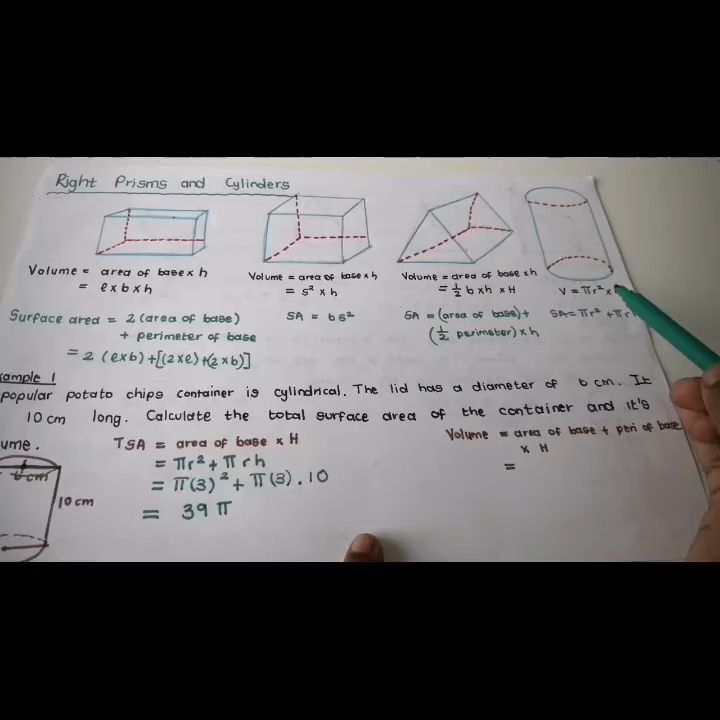 Right Prisms and Cylinders
Volume = area of base x h
= l x b x h
Volume = area of base x h
= s² x h
Volume = area of base x h
= ½ b x h x H
V = πr² x
Surface area = 2 (area of base)
+ perimeter of base
= 2 (l x b) + [(2 x l) + (2 x b)]
SA = 6s²
SA = (area of base) +
(½ perimeter) x h
SA = πr² + πr
ample 1
popular potato chips container is cylindrical. The lid has a diameter of 6 cm. It
10 cm long. Calculate the total surface area of the container and it's
ume.
TSA = area of base x H
= πr² + πrh
= π(3)² + π(3) . 10
= 39 π
Volume = area of base + peri of base
x H
=
6 cm
10 cm